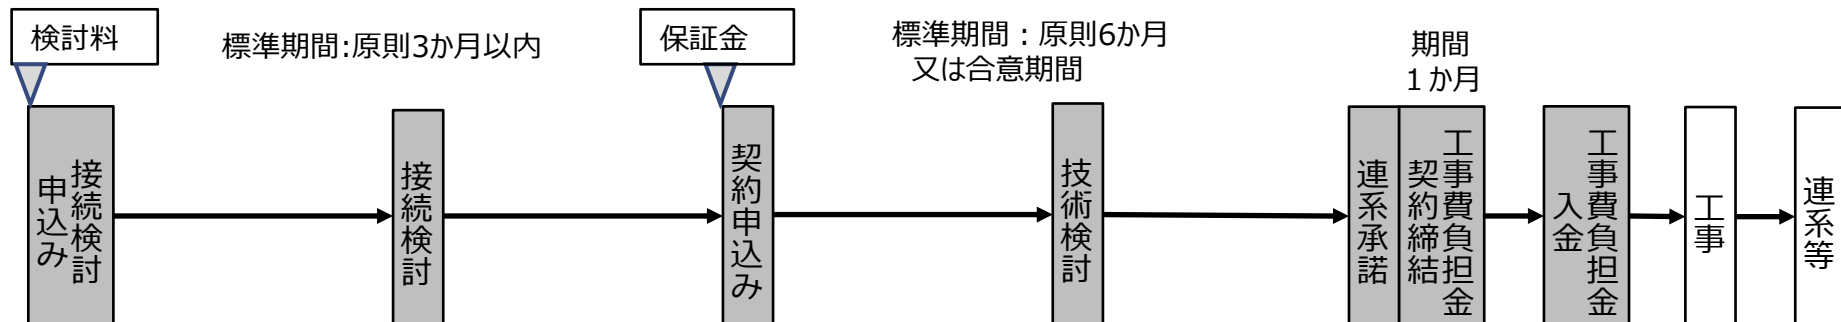 検討料
標準期間:原則3か月以内
保証金
標準期間：原則6か月
又は合意期間
期間
１か月
接続検討
申込み
接続検討
契約申込み
技術検討
連系承諾
工事費負担金
契約締結
工事費負担金
入金
工事
連系等